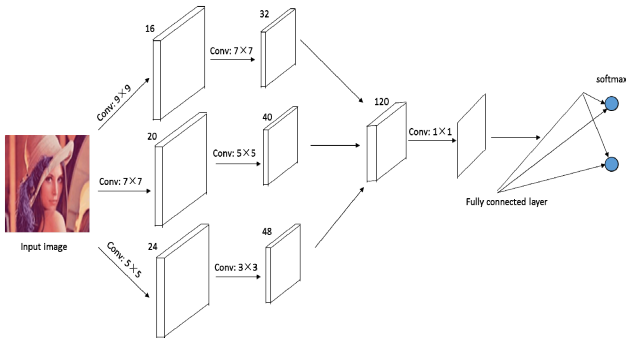 16
32
Conv: 7×7
Conv: 9×9
softmax
120
20
40
Conv: 1×1
Conv: 5×5
Conv: 7×7
Fully connected layer
Input image
24
48
Conv: 5×5
Conv: 3×3